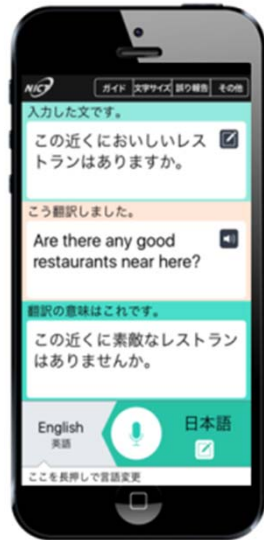 NICT
ガイド 文字サイズ 誤り報告 その他
入力した文です。
この近くにおいしいレス
トランはありますか。
こう翻訳しました。
Are there any good
restaurants near here?
翻訳の意味はこれです。
この近くに素敵なレストラン
はありませんか。
English
英語
日本語
ここを長押しで言語変更